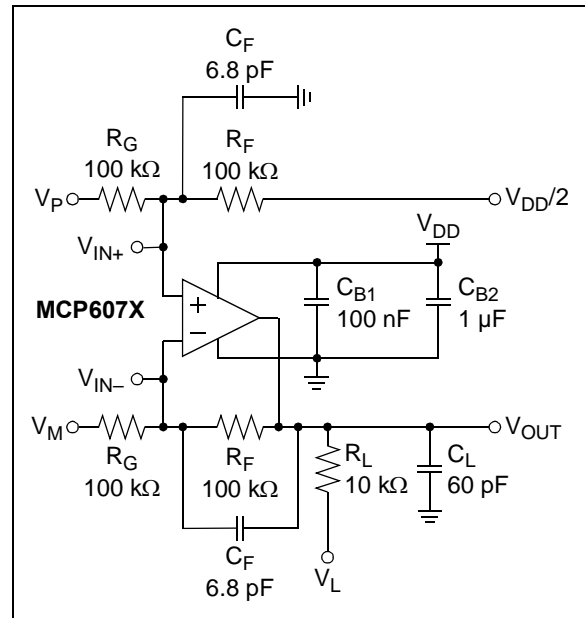 C_F
6.8 pF
R_G
100 kΩ
R_F
100 kΩ
V_P
V_DD/2
V_IN+
V_DD
MCP607X
+
−
C_B1
100 nF
C_B2
1 µF
V_IN–
V_M
V_OUT
R_G
100 kΩ
R_F
100 kΩ
R_L
10 kΩ
C_L
60 pF
C_F
6.8 pF
V_L